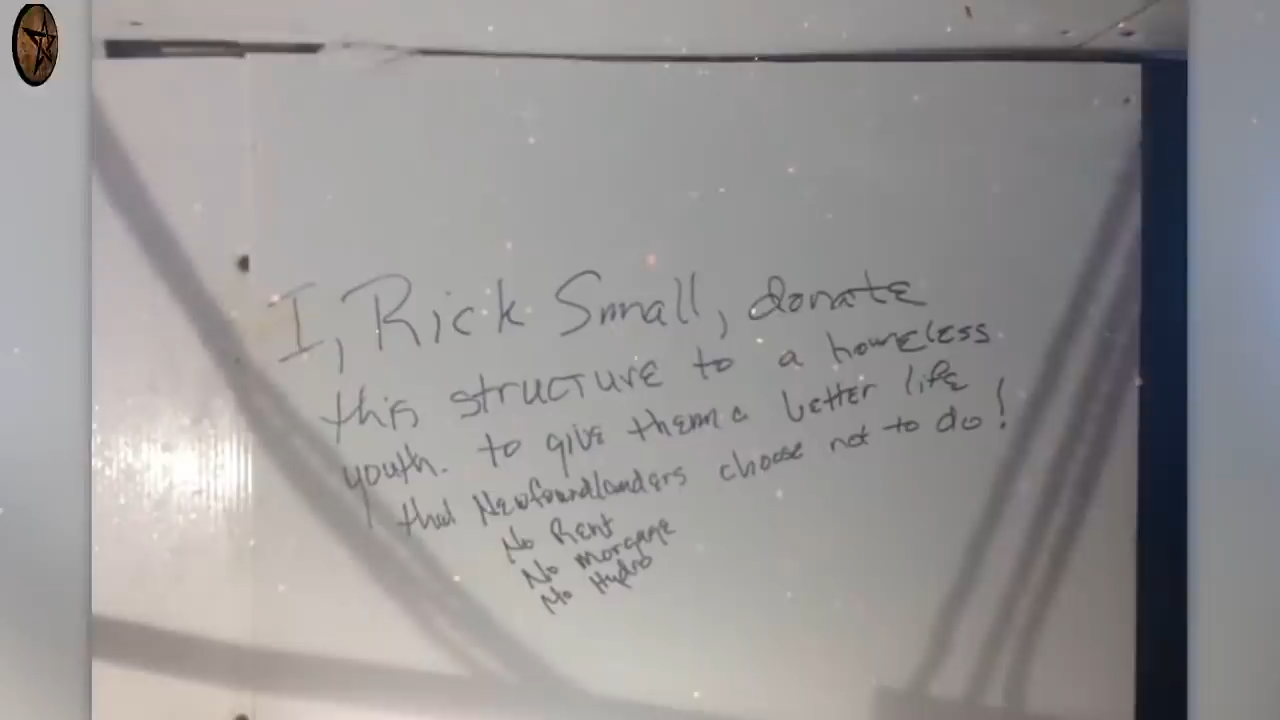 I, Rick Small, donate
this structure to a homeless
youth. to give them a better life
that Newfoundlanders choose not to do!
No Rent
No morgage
No Hydro